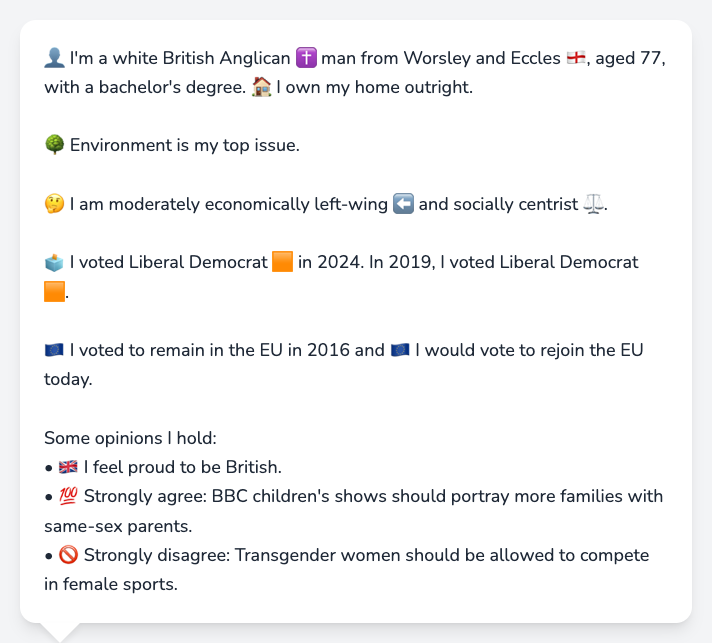 👤 I'm a white British Anglican ✝️ man from Worsley and Eccles 🏴󠁧󠁢󠁥󠁮󠁧󠁿, aged 77,
with a bachelor's degree. 🏠 I own my home outright.
🌳 Environment is my top issue.
🤔 I am moderately economically left-wing ⬅️ and socially centrist ⚖️.
🗳️ I voted Liberal Democrat 🟧 in 2024. In 2019, I voted Liberal Democrat
🟧.
🇪🇺 I voted to remain in the EU in 2016 and 🇪🇺 I would vote to rejoin the EU
today.
Some opinions I hold:
• 🇬🇧 I feel proud to be British.
• 💯 Strongly agree: BBC children's shows should portray more families with
same-sex parents.
• 🚫 Strongly disagree: Transgender women should be allowed to compete
in female sports.